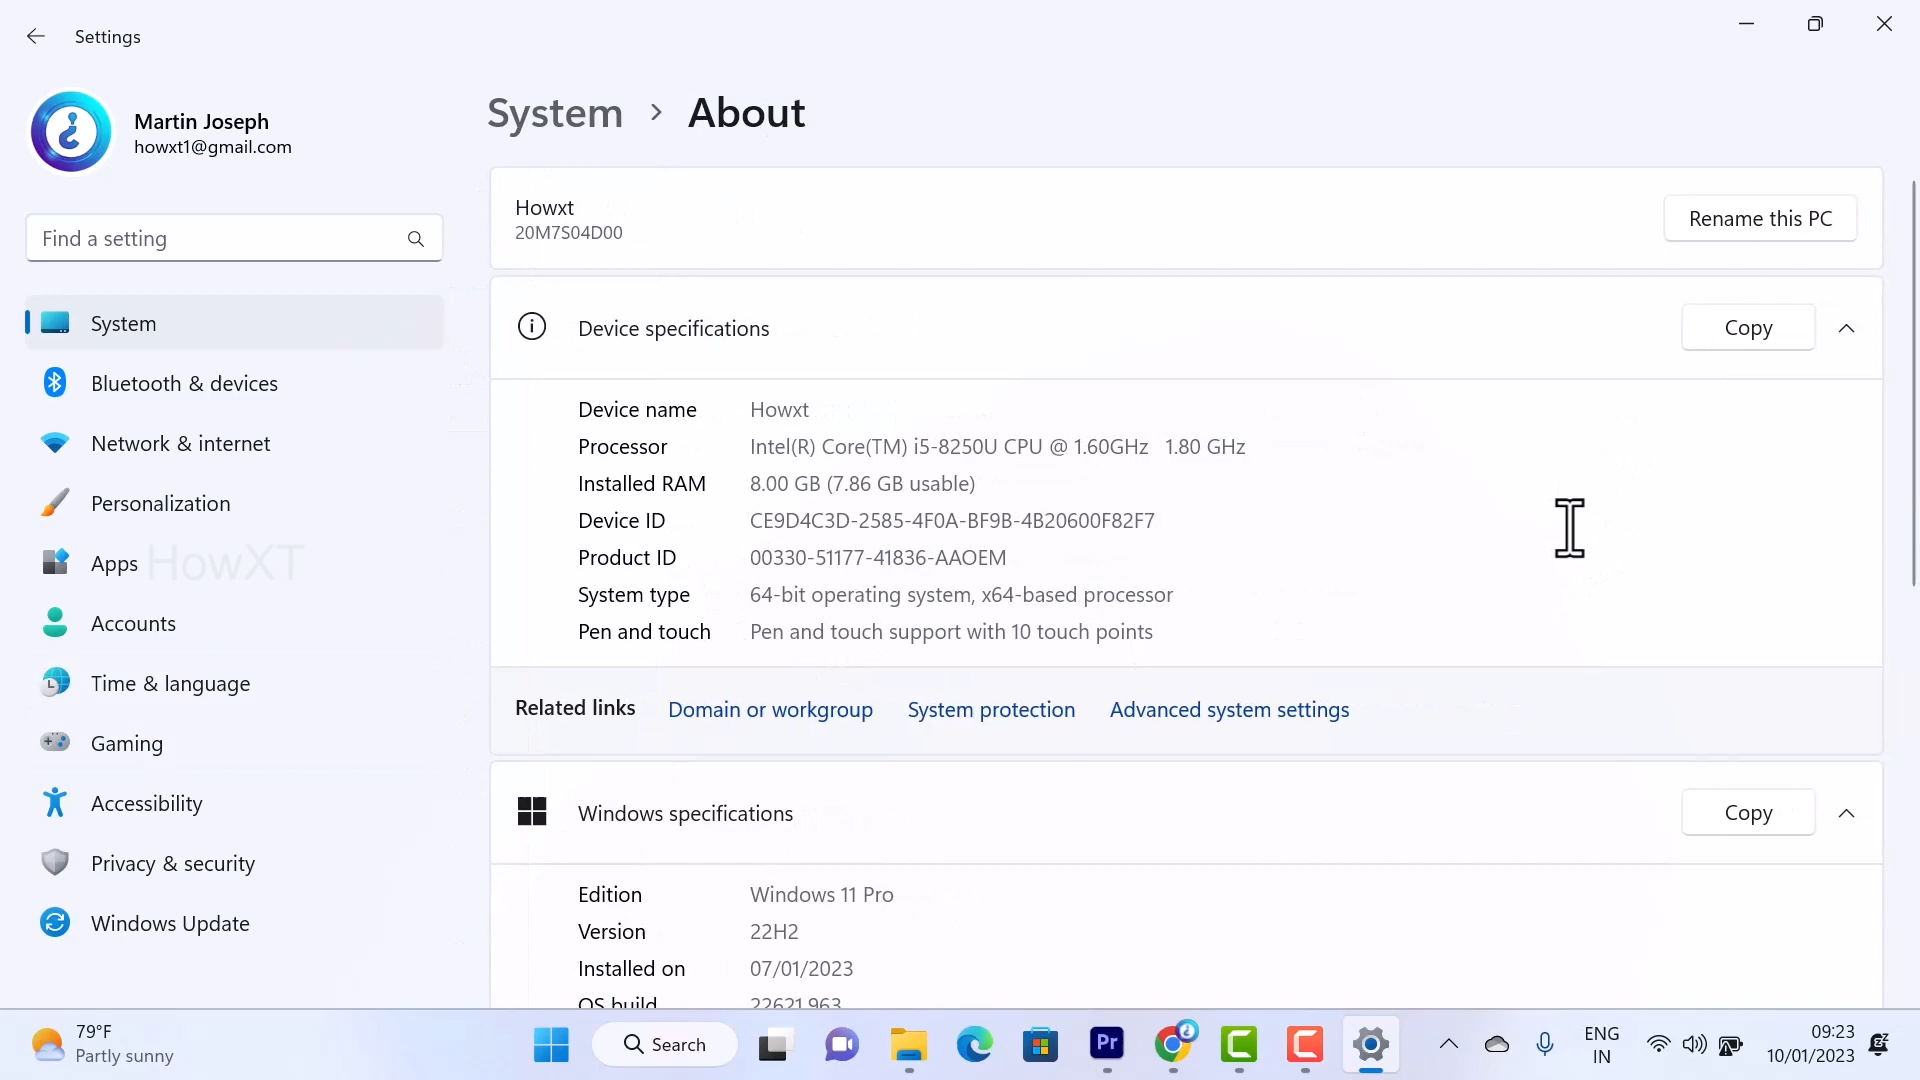 Settings
Martin Joseph
howxt1@gmail.com
Find a setting
System
Bluetooth & devices
Network & internet
Personalization
Apps
HowXT
Accounts
Time & language
Gaming
Accessibility
Privacy & security
Windows Update
System > About
Howxt
20M7S04D00
Rename this PC
Device specifications
Copy
Device name Howxt
Processor Intel(R) Core(TM) i5-8250U CPU @ 1.60GHz 1.80 GHz
Installed RAM 8.00 GB (7.86 GB usable)
Device ID CE9D4C3D-2585-4F0A-BF9B-4B20600F82F7
Product ID 00330-51177-41836-AAOEM
System type 64-bit operating system, x64-based processor
Pen and touch Pen and touch support with 10 touch points
Related links Domain or workgroup System protection Advanced system settings
Windows specifications
Copy
Edition Windows 11 Pro
Version 22H2
Installed on 07/01/2023
OS build 22621.963
79°F
Partly sunny
Search
Pr
ENG
IN
09:23
10/01/2023